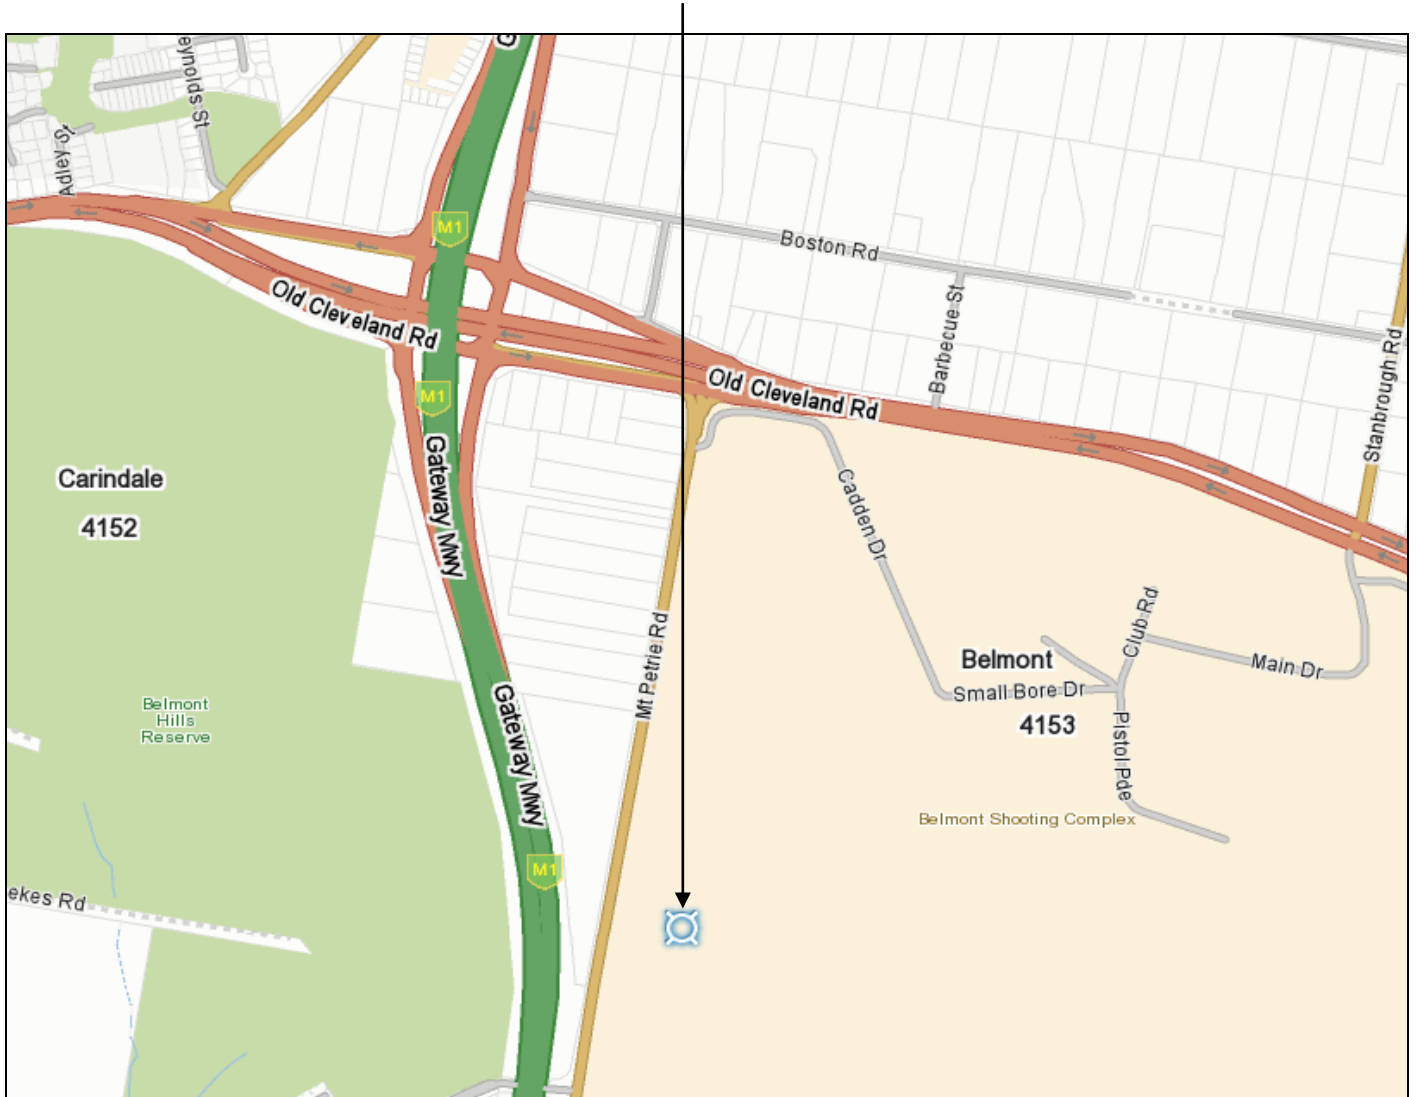 G
eynolds St
Adley St
M1
Boston Rd
Old Cleveland Rd
Barbecue St
Stanbrough Rd
Old Cleveland Rd
M1
Gateway Mwy
Carindale
4152
Cadden Dr
Club Rd
Mt Petrie Rd
Belmont
Main Dr
Small Bore Dr
4153
Belmont
Hills
Reserve
Gateway Mwy
Pistol Pde
Belmont Shooting Complex
M1
ekes Rd